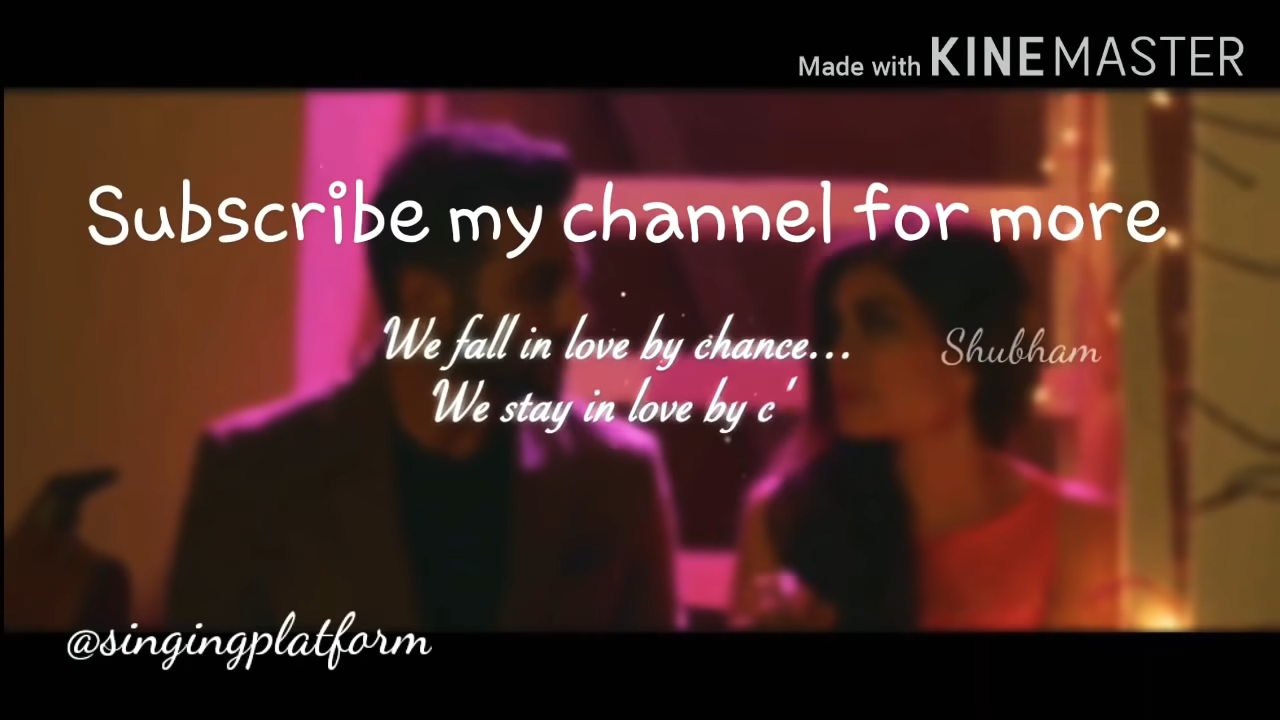 Made with KINEMASTER
Subscribe my channel for more
We fall in love by chance...
We stay in love by c'
Shubham
@singingplatform